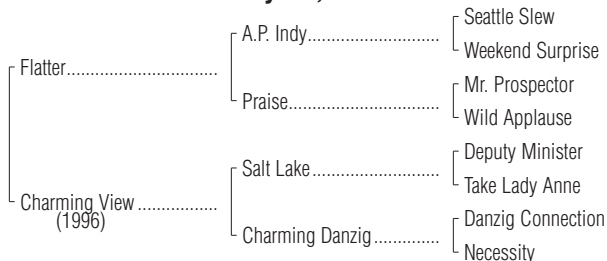 Seattle Slew
A.P. Indy....................................
Weekend Surprise
Flatter..................................
Mr. Prospector
Praise.........................................
Wild Applause
Deputy Minister
Salt Lake ................................
Take Lady Anne
Charming View .................
(1996)
Danzig Connection
Charming Danzig................
Necessity